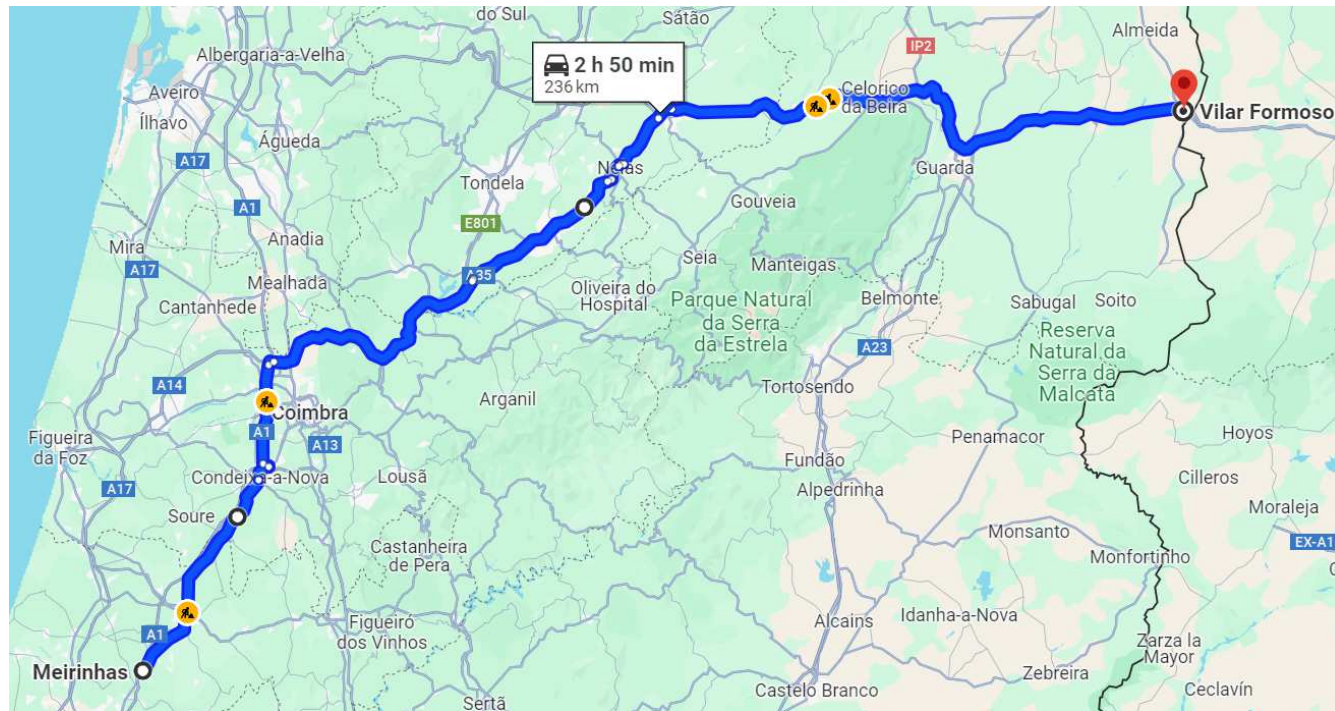 do Sul
Sátão
Almeida
Albergaria-a-Velha
IP2
2 h 50 min
236 km
Celorico
da Beira
Aveiro
Ílhavo
Vilar Formoso
Águeda
A17
Nelas
Tondela
Guarda
Gouveia
A1
E801
Anadia
Mira
A17
Seia
Manteigas
A35
Mealhada
Oliveira do
Hospital
Cantanhede
Parque Natural
da Serra
da Estrela
Belmonte
Sabugal
Soito
Reserva
Natural da
Serra da
Malcata
A23
A14
Tortosendo
Arganil
Coimbra
Figueira
da Foz
A1
A13
Penamacor
Hoyos
Fundão
Condeixa-a-Nova
Lousã
Cilleros
A17
Alpedrinha
Moraleja
Soure
Monsanto
EX-A1
Castanheira
de Pera
Monfortinho
Idanha-a-Nova
Alcains
A1
Figueiró
dos Vinhos
Zarza la
Mayor
Meirinhas
Zebreira
Castelo Branco
Ceclavín
Sertã